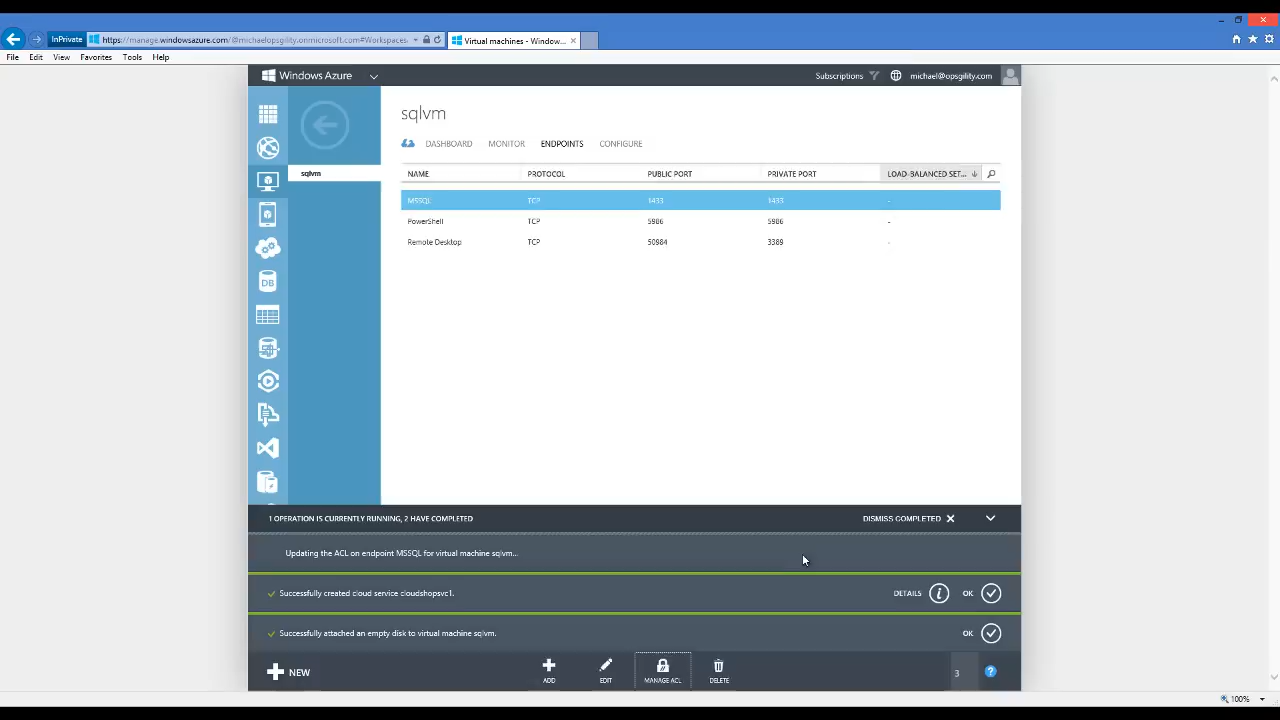 InPrivate https://manage.windowsazure.com/@michaelopsgility.onmicrosoft.com#Workspaces. Virtual machines - Window...
File Edit View Favorites Tools Help
Windows Azure Subscriptions michael@opsgility.com
sqlvm
DASHBOARD MONITOR ENDPOINTS CONFIGURE
sqlvm
NAME PROTOCOL PUBLIC PORT PRIVATE PORT LOAD-BALANCED SET...
MSSQL TCP 1433 1433 -
PowerShell TCP 5986 5986 -
Remote Desktop TCP 50984 3389 -
DB
1 OPERATION IS CURRENTLY RUNNING, 2 HAVE COMPLETED DISMISS COMPLETED
Updating the ACL on endpoint MSSQL for virtual machine sqlvm...
Successfully created cloud service cloudshopsvc1. DETAILS OK
Successfully attached an empty disk to virtual machine sqlvm. OK
NEW ADD EDIT MANAGE ACL DELETE 3 ?
100%